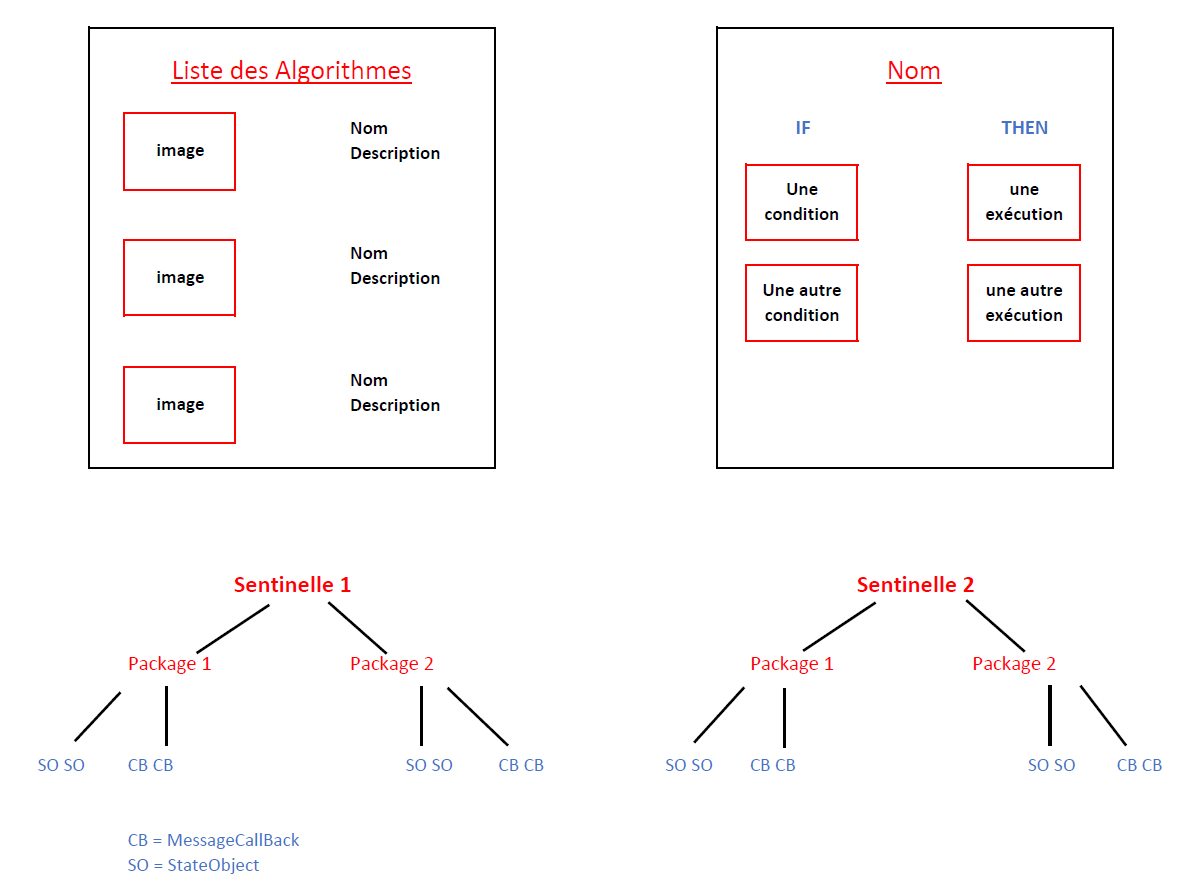 Liste des Algorithmes
image
Nom
Description
image
Nom
Description
image
Nom
Description
Nom
IF
THEN
Une
condition
une
exécution
Une autre
condition
une autre
exécution
Sentinelle 1
Package 1
Package 2
SO SO
CB CB
SO SO
CB CB
Sentinelle 2
Package 1
Package 2
SO SO
CB CB
SO SO
CB CB
CB = MessageCallBack
SO = StateObject